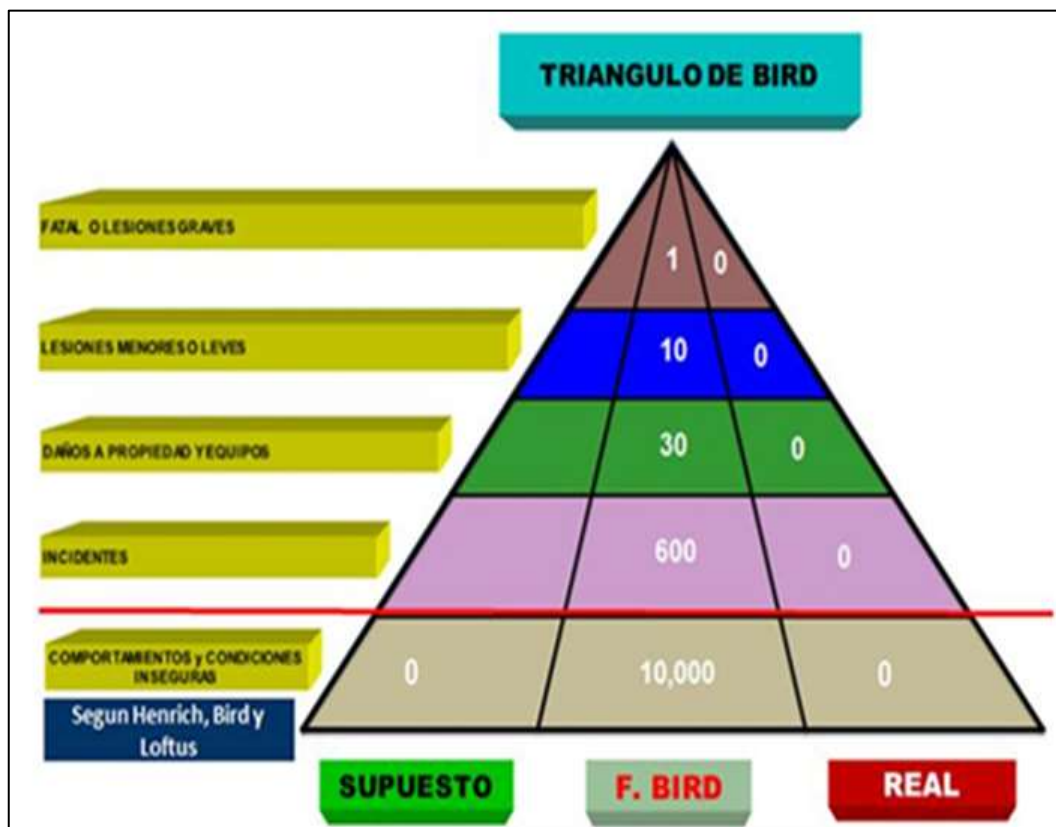 TRIANGULO DE BIRD
FATAL O LESIONES GRAVES
1 0
LESIONES MENORES O LEVES
10 0
DAÑOS A PROPIEDAD Y EQUIPOS
30 0
INCIDENTES
600 0
COMPORTAMIENTOS y CONDICIONES
INSEGURAS
0 10,000 0
Segun Henrich, Bird y
Loftus
SUPUESTO F. BIRD REAL